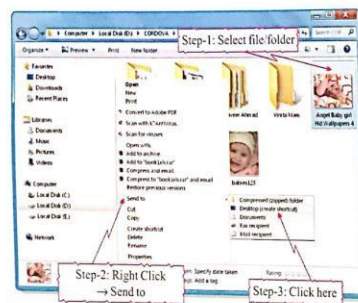 Computer ▸ Local Disk (D:) ▸ CORDOVA
Step-1: Select file/folder
Organize ▾
Preview ▾
Print
New folder
Favorites
Desktop
Downloads
Recent Places
Libraries
Documents
Music
Pictures
Videos
Computer
Local Disk (C:)
Local Disk (D:)
Local Disk (E:)
Network
Open
New
Print
Convert to Adobe PDF
Scan for viruses
Open with
Add to archive
Compress and email
Restore previous versions
Send to
Cut
Copy
Create shortcut
Delete
Rename
Properties
Angel Baby girl
Hd Wallpapers 4
babies123
Compressed (zipped) folder
Desktop (create shortcut)
Documents
Fax recipient
Mail recipient
Specify date taken
Rating:
Add a tag
Step-2: Right Click
→ Send to
Step-3: Click here